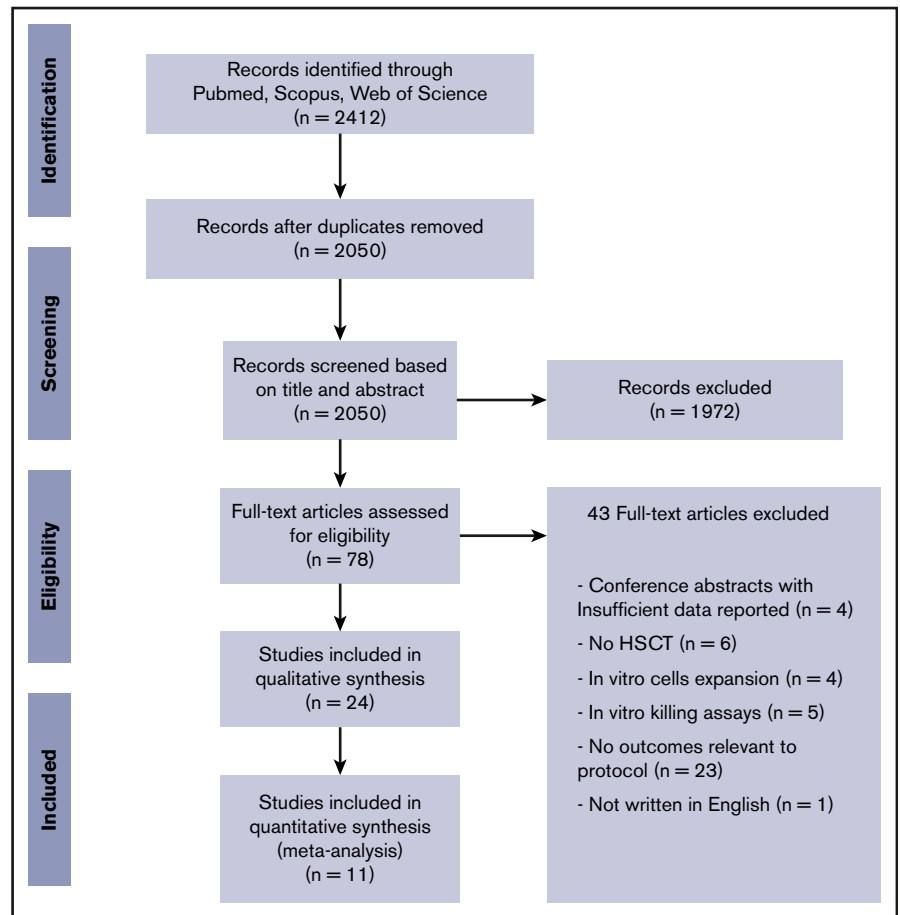 Identification
Records identified through
Pubmed, Scopus, Web of Science
(n = 2412)
Records after duplicates removed
(n = 2050)
Screening
Records screened based
on title and abstract
(n = 2050)
Records excluded
(n = 1972)
Eligibility
Full-text articles assessed
for eligibility
(n = 78)
43 Full-text articles excluded
- Conference abstracts with
Insufficient data reported (n = 4)
- No HSCT (n = 6)
- In vitro cells expansion (n = 4)
- In vitro killing assays (n = 5)
- No outcomes relevant to
protocol (n = 23)
- Not written in English (n = 1)
Studies included in
qualitative synthesis
(n = 24)
Included
Studies included in
quantitative synthesis
(meta-analysis)
(n = 11)